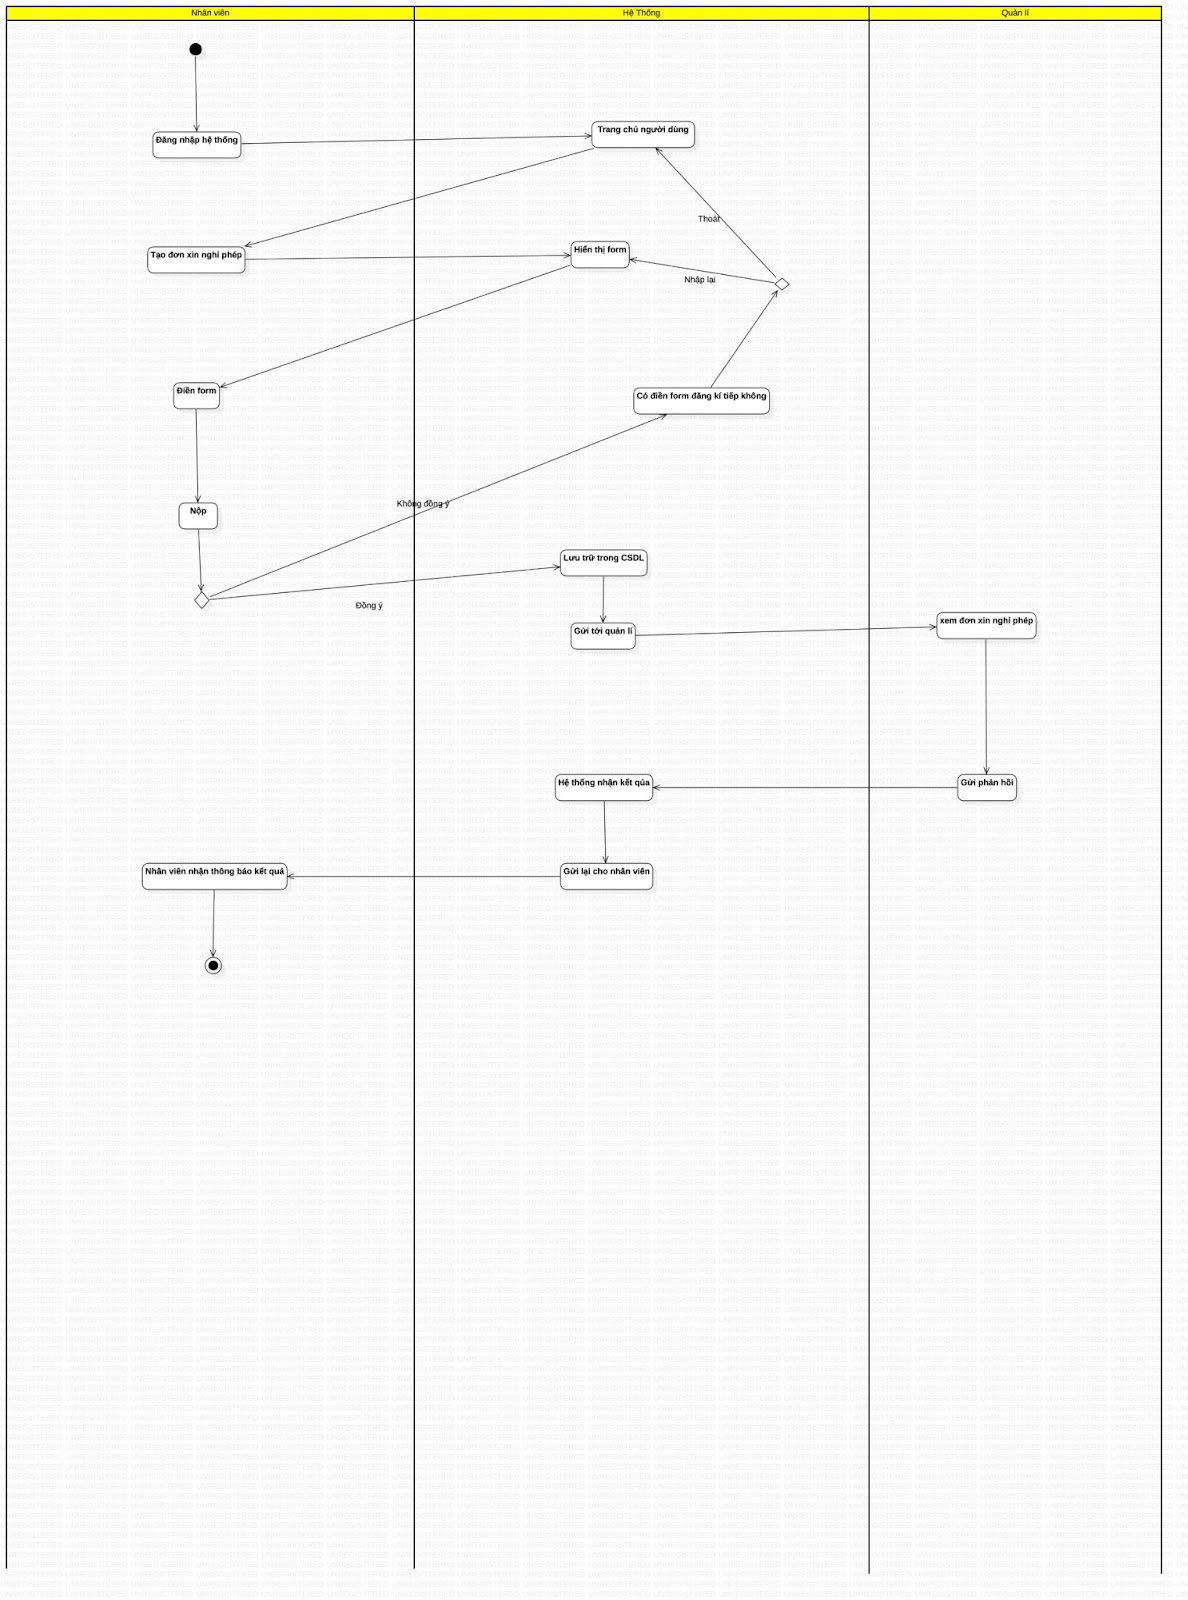 Nhân viên
Hệ Thống
Quản lí
Đăng nhập hệ thống
Trang chủ người dùng
Thoát
Tạo đơn xin nghỉ phép
Hiển thị form
Nhập lại
Điền form
Có điền form đăng kí tiếp không
Nộp
Không đồng ý
Lưu trữ trong CSDL
Đồng ý
Gửi tới quản lí
xem đơn xin nghỉ phép
Hệ thống nhận kết qủa
Gửi phản hồi
Nhân viên nhận thông báo kết quả
Gửi lại cho nhân viên